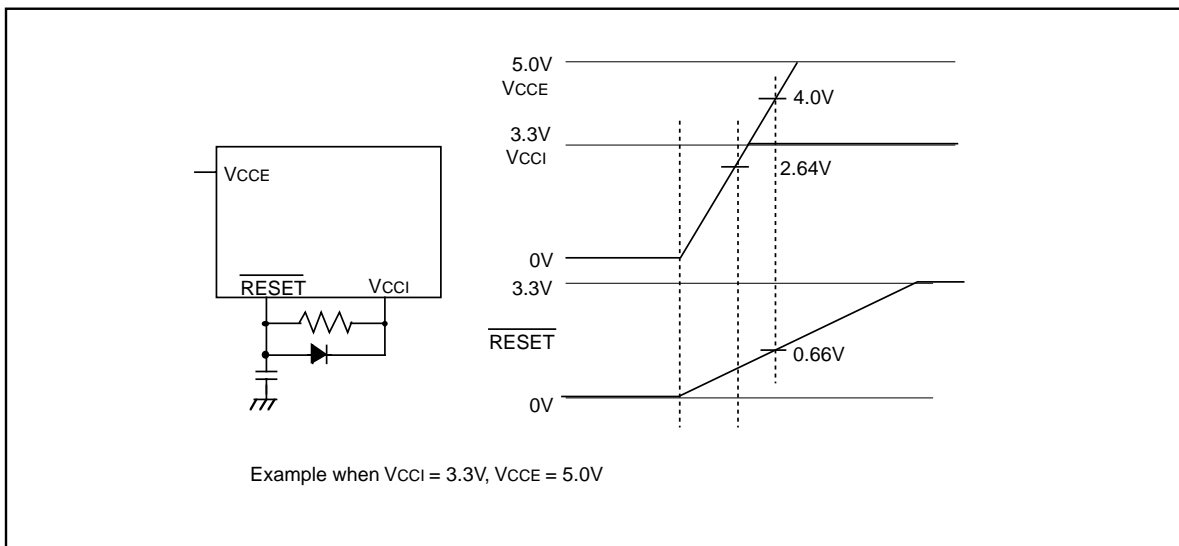 VCCE
RESET
VCCI
5.0V
VCCE
4.0V
3.3V
VCCI
2.64V
0V
3.3V
RESET
0.66V
0V
Example when VCCI = 3.3V, VCCE = 5.0V